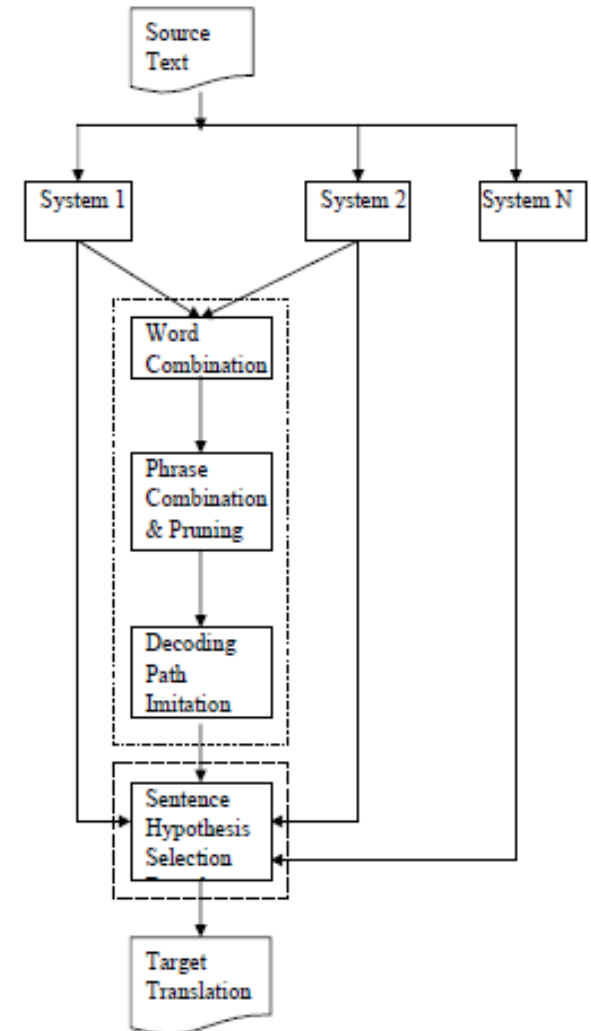 Source
Text
System 1
System 2
System N
Word
Combination
Phrase
Combination
& Pruning
Decoding
Path
Imitation
Sentence
Hypothesis
Selection
Target
Translation